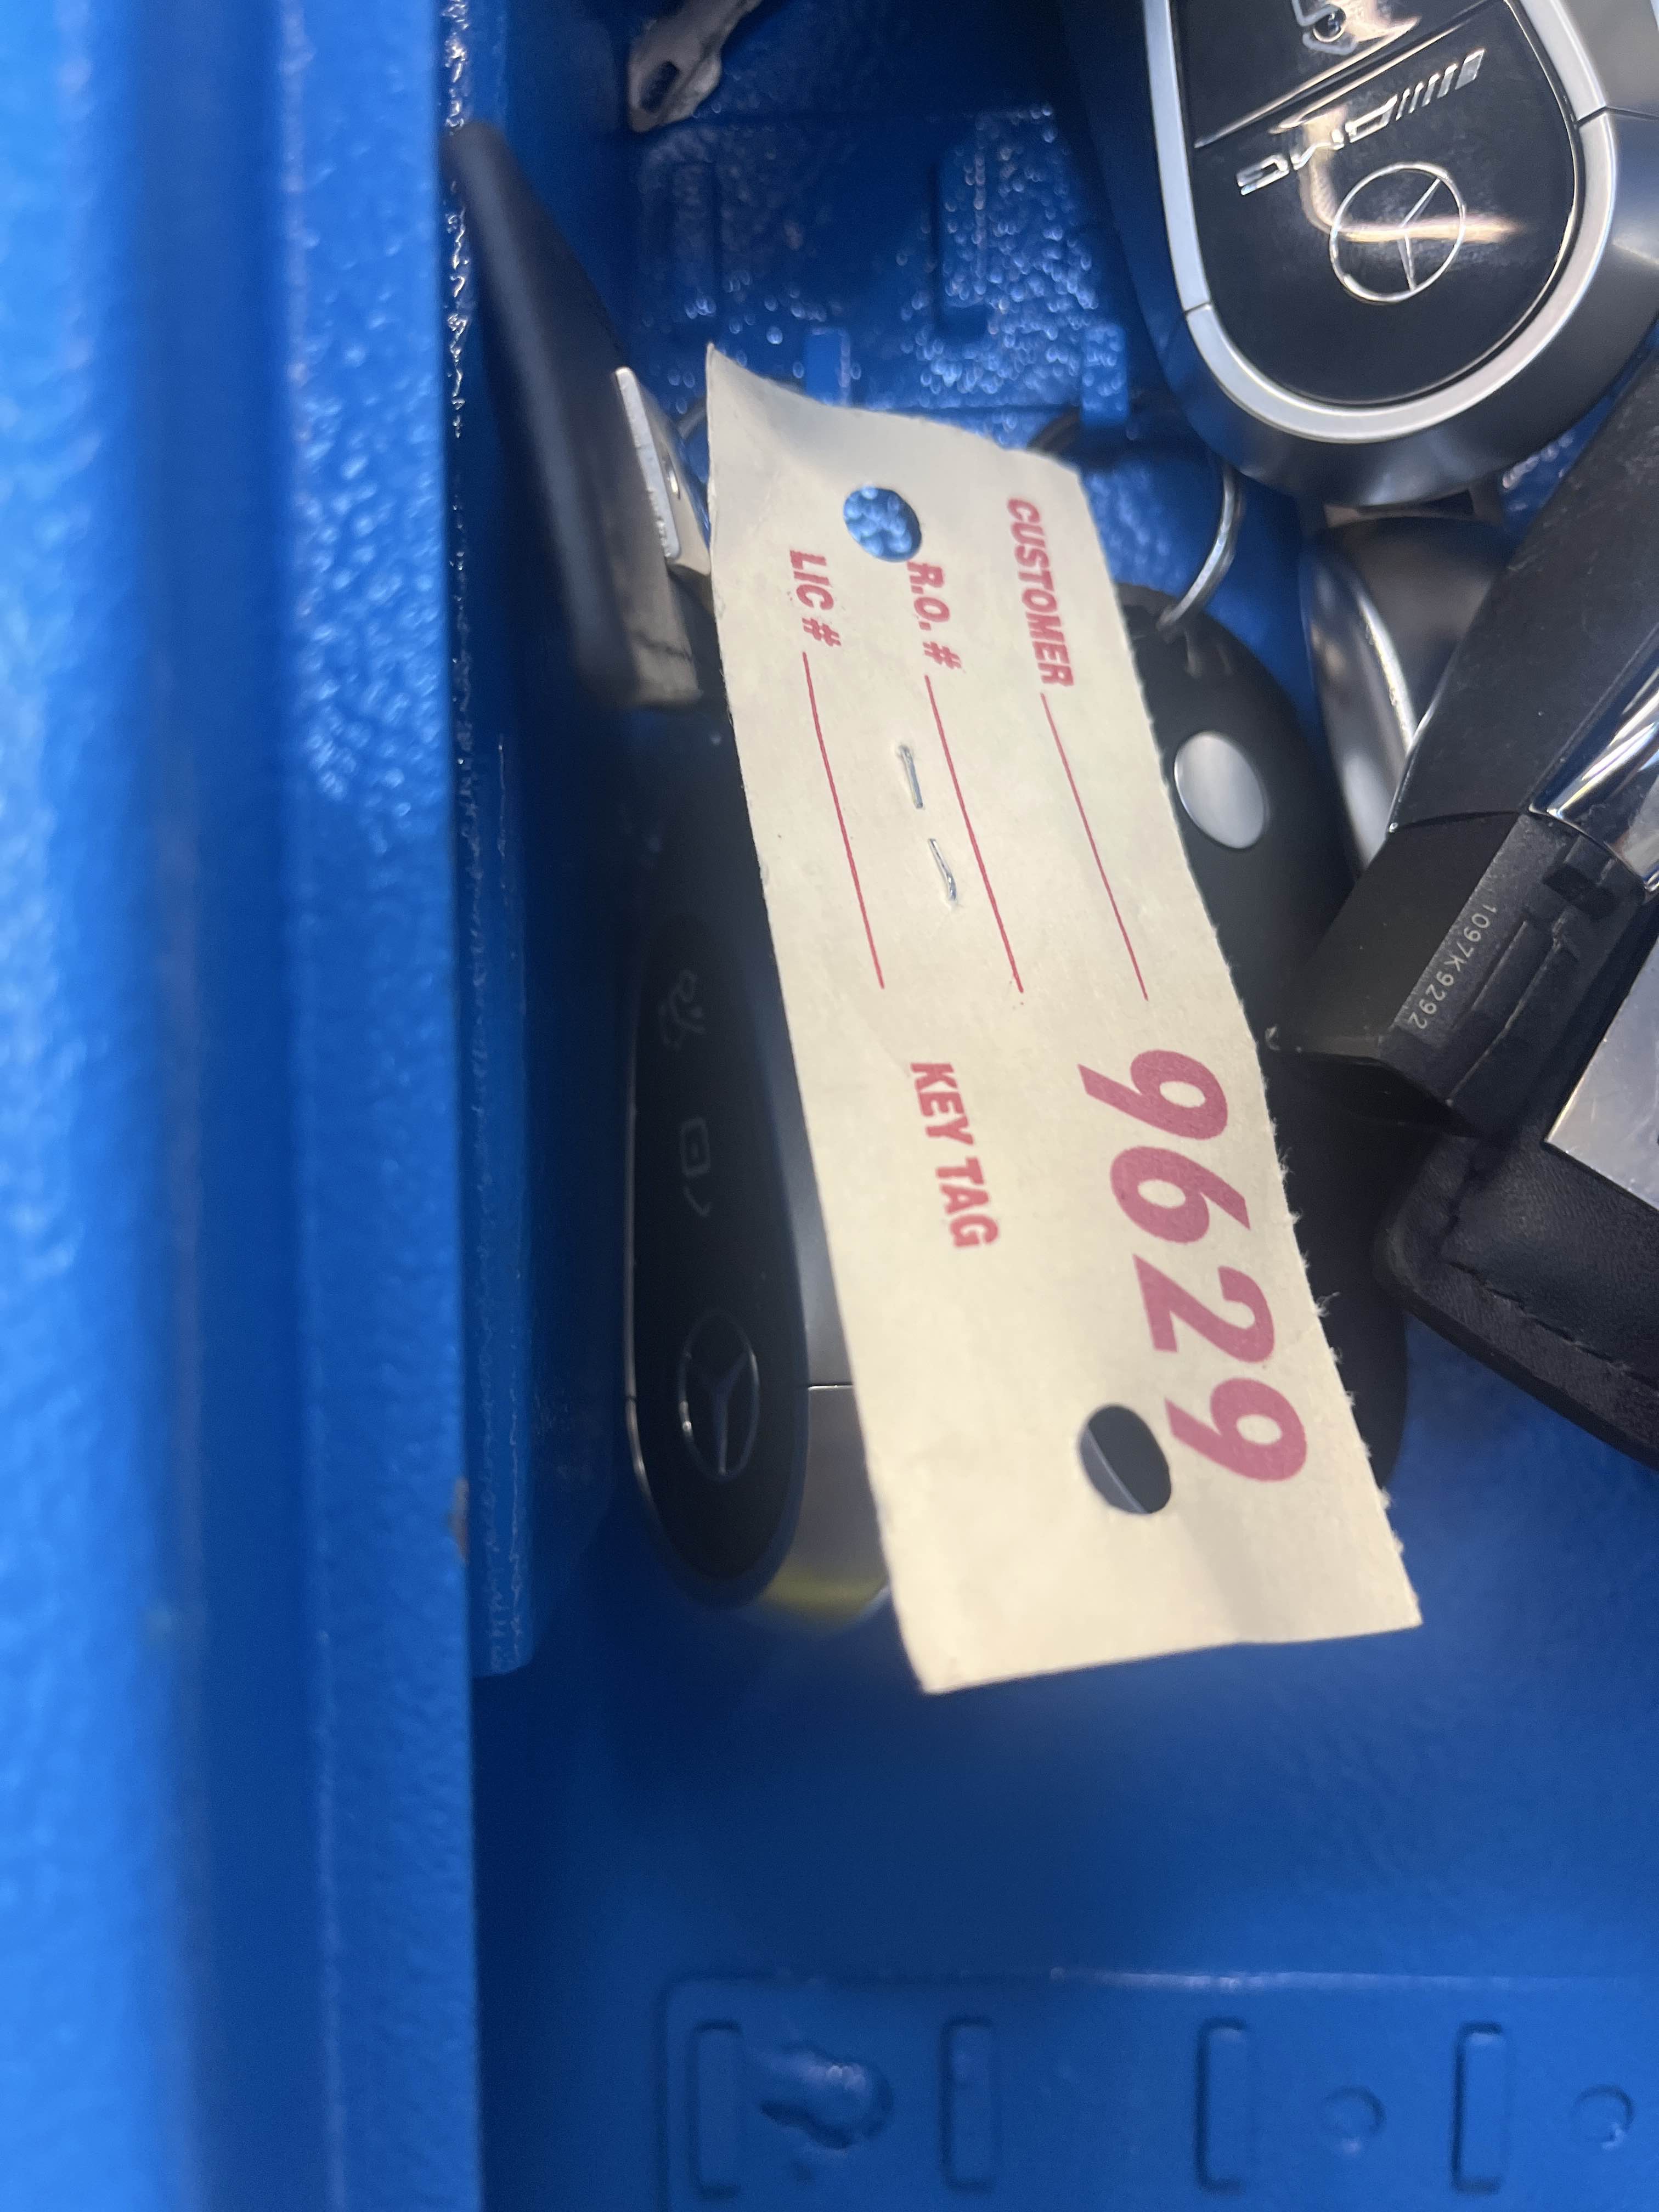 CUSTOMER
R.O. #
LIC #
9629
KEY TAG
AMG
1097K9292